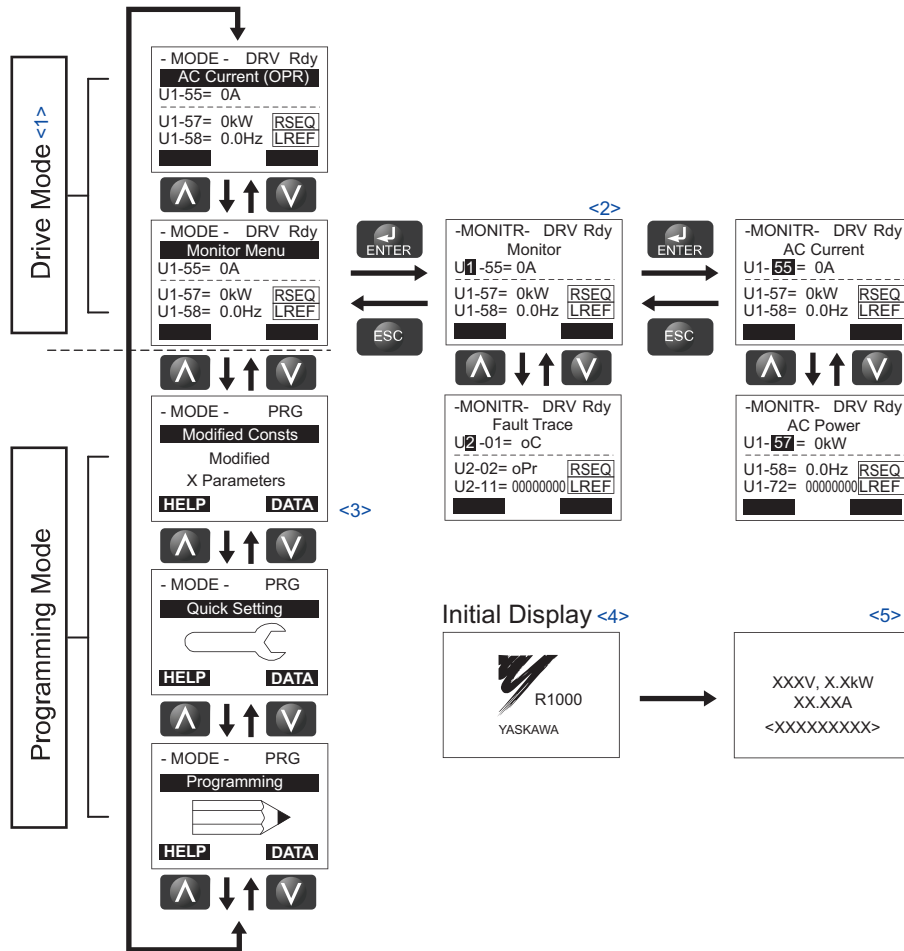 Drive Mode <1>
- MODE - DRV Rdy
AC Current (OPR)
U1-55= 0A
U1-57= 0kW RSEQ
U1-58= 0.0Hz LREF
- MODE - DRV Rdy
Monitor Menu
U1-55= 0A
U1-57= 0kW RSEQ
U1-58= 0.0Hz LREF
ENTER
ESC
<2>
-MONITR- DRV Rdy
Monitor
U1 -55= 0A
U1-57= 0kW RSEQ
U1-58= 0.0Hz LREF
ENTER
ESC
-MONITR- DRV Rdy
AC Current
U1- 55 = 0A
U1-57= 0kW RSEQ
U1-58= 0.0Hz LREF
-MONITR- DRV Rdy
Fault Trace
U2 -01= oC
U2-02= oPr RSEQ
U2-11= 00000000 LREF
-MONITR- DRV Rdy
AC Power
U1- 57 = 0kW
U1-58= 0.0Hz RSEQ
U1-72= 00000000 LREF
Programming Mode
- MODE - PRG
Modified Consts
Modified
X Parameters
HELP DATA <3>
- MODE - PRG
Quick Setting
HELP DATA
- MODE - PRG
Programming
HELP DATA
Initial Display <4>
R1000
YASKAWA
<5>
XXXV, X.XkW
XX.XXA
<XXXXXXXXX>